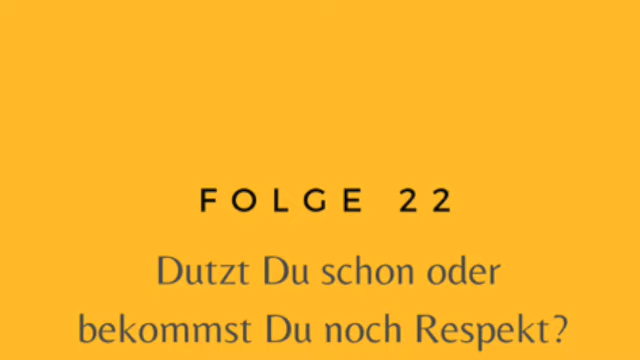 FOLGE 22
Dutzt Du schon oder
bekommst Du noch Respekt?